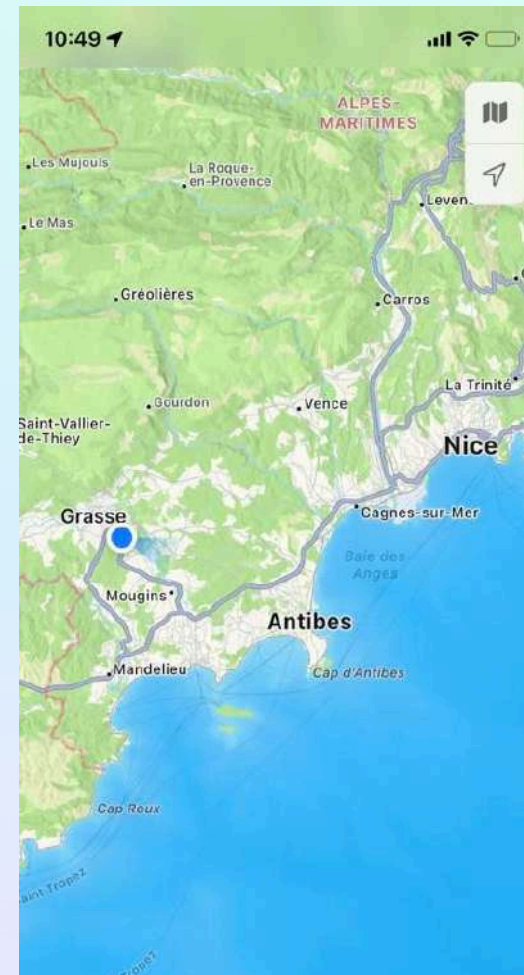 10:49
ALPES-
MARITIMES
Les Mujouls
La Roque-
en-Provence
Le Mas
Gréolières
Carros
La Trinité
Gourdon
Vence
Saint-Vallier-
de-Thiey
Nice
Grasse
Cagnes-sur-Mer
Baie des
Anges
Mougins
Antibes
Mandelieu
Cap d'Antibes
Cap Roux
Saint-Tropez